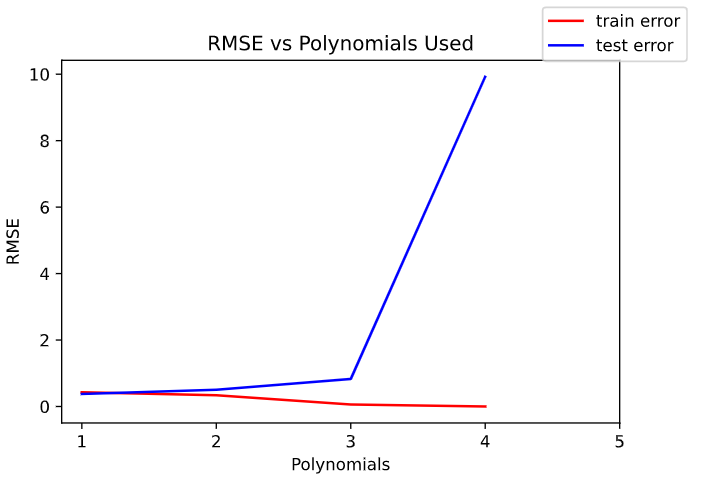 train error
test error
RMSE vs Polynomials Used
10
8
6
4
2
0
RMSE
1 2 3 4 5
Polynomials